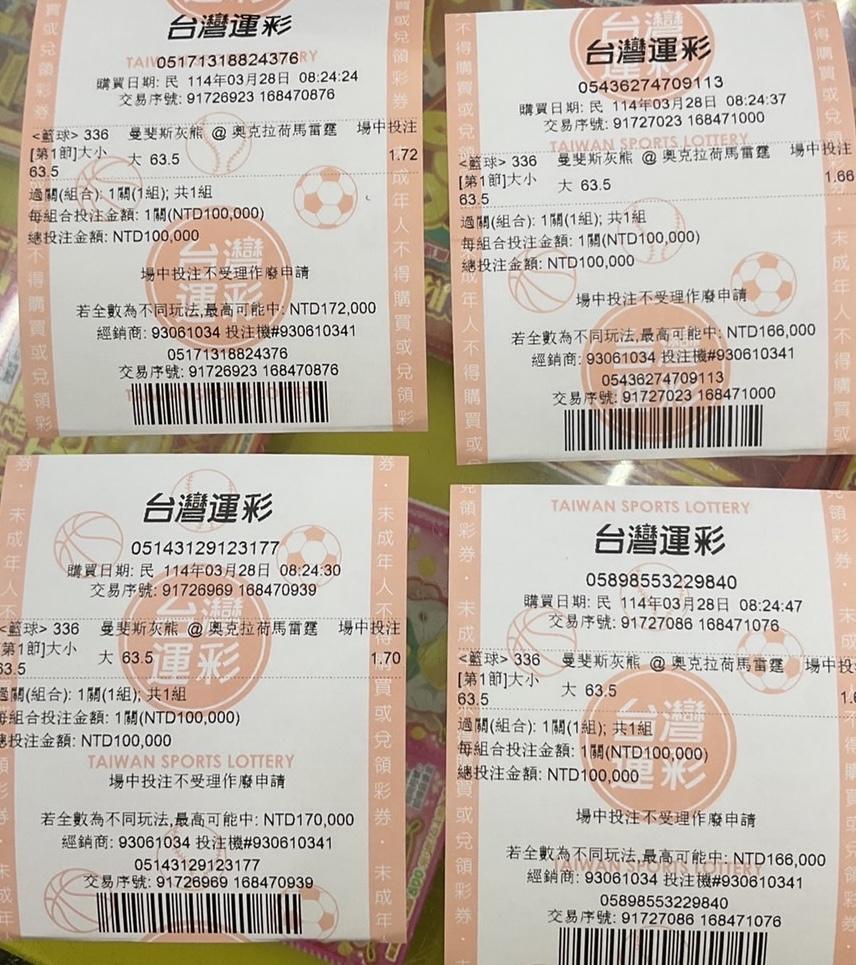 台灣運彩
TAIWAN SPORTS LOTTERY
05171318824376
購買日期: 民 114年03月28日 08:24:24
交易序號: 91726923 168470876
<籃球> 336 曼斐斯灰熊 @ 奧克拉荷馬雷霆 場中投注
[第1節]大小 大 63.5 1.72
63.5
過關(組合): 1關(1組); 共1組
每組合投注金額: 1關(NTD100,000)
總投注金額: NTD100,000
場中投注不受理作廢申請
若全數為不同玩法,最高可能中: NTD172,000
經銷商: 93061034 投注機#930610341
05171318824376
交易序號: 91726923 168470876
台灣運彩
05436274709113
購買日期: 民 114年03月28日 08:24:37
交易序號: 91727023 168471000
TAIWAN SPORTS LOTTERY
<籃球> 336 曼斐斯灰熊 @ 奧克拉荷馬雷霆 場中投注
[第1節]大小 大 63.5 1.66
63.5
過關(組合): 1關(1組); 共1組
每組合投注金額: 1關(NTD100,000)
總投注金額: NTD100,000
場中投注不受理作廢申請
若全數為不同玩法,最高可能中: NTD166,000
經銷商: 93061034 投注機#930610341
05436274709113
交易序號: 91727023 168471000
台灣運彩
05143129123177
購買日期: 民 114年03月28日 08:24:30
交易序號: 91726969 168470939
<籃球> 336 曼斐斯灰熊 @ 奧克拉荷馬雷霆 場中投注
[第1節]大小 大 63.5 1.70
63.5
過關(組合): 1關(1組); 共1組
每組合投注金額: 1關(NTD100,000)
總投注金額: NTD100,000
TAIWAN SPORTS LOTTERY
場中投注不受理作廢申請
若全數為不同玩法,最高可能中: NTD170,000
經銷商: 93061034 投注機#930610341
05143129123177
交易序號: 91726969 168470939
TAIWAN SPORTS LOTTERY
台灣運彩
05898553229840
購買日期: 民 114年03月28日 08:24:47
交易序號: 91727086 168471076
<籃球> 336 曼斐斯灰熊 @ 奧克拉荷馬雷霆 場中投
[第1節]大小 大 63.5
63.5
過關(組合): 1關(1組); 共1組
每組合投注金額: 1關(NTD100,000)
總投注金額: NTD100,000
場中投注不受理作廢申請
若全數為不同玩法,最高可能中: NTD166,000
TAIWAN SPORTS LOTTERY
經銷商: 93061034 投注機#930610341
05898553229840
交易序號: 91727086 168471076